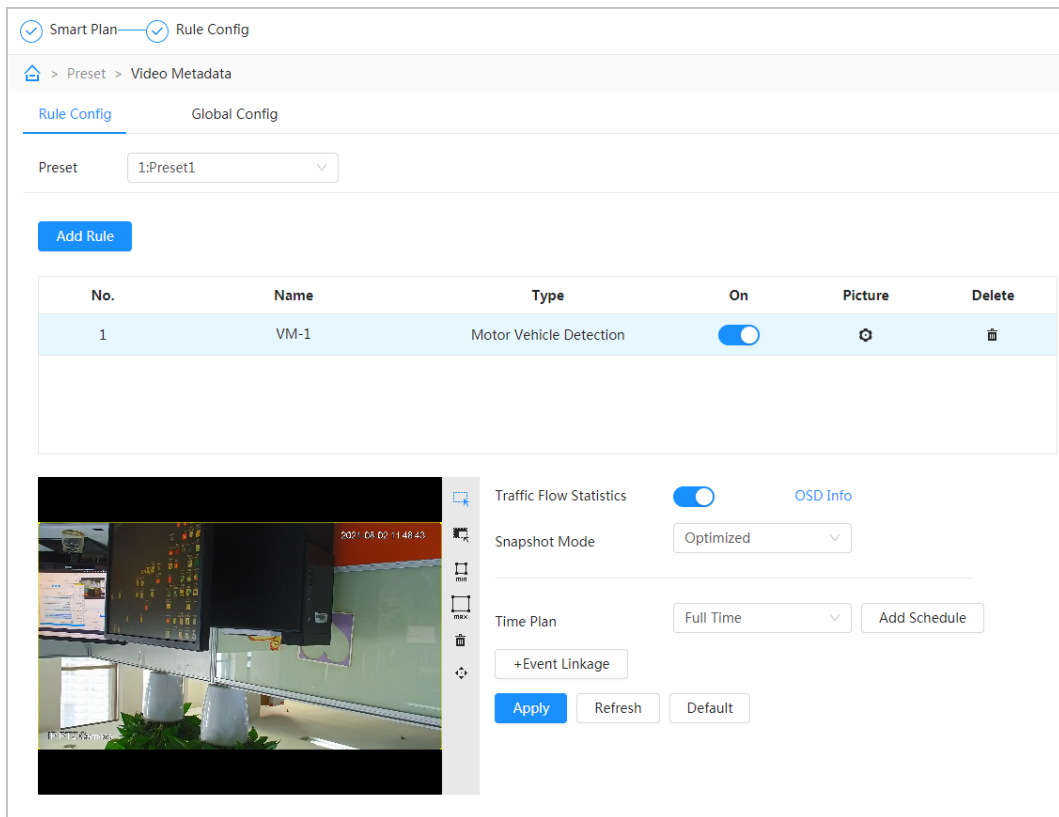 Smart Plan Rule Config
> Preset > Video Metadata
Rule Config Global Config
Preset 1:Preset1
Add Rule
No. Name Type On Picture Delete
1 VM-1 Motor Vehicle Detection
Traffic Flow Statistics OSD Info
2021-08-02 11:48:43
Snapshot Mode Optimized
min
max
Time Plan Full Time Add Schedule
+Event Linkage
Apply Refresh Default